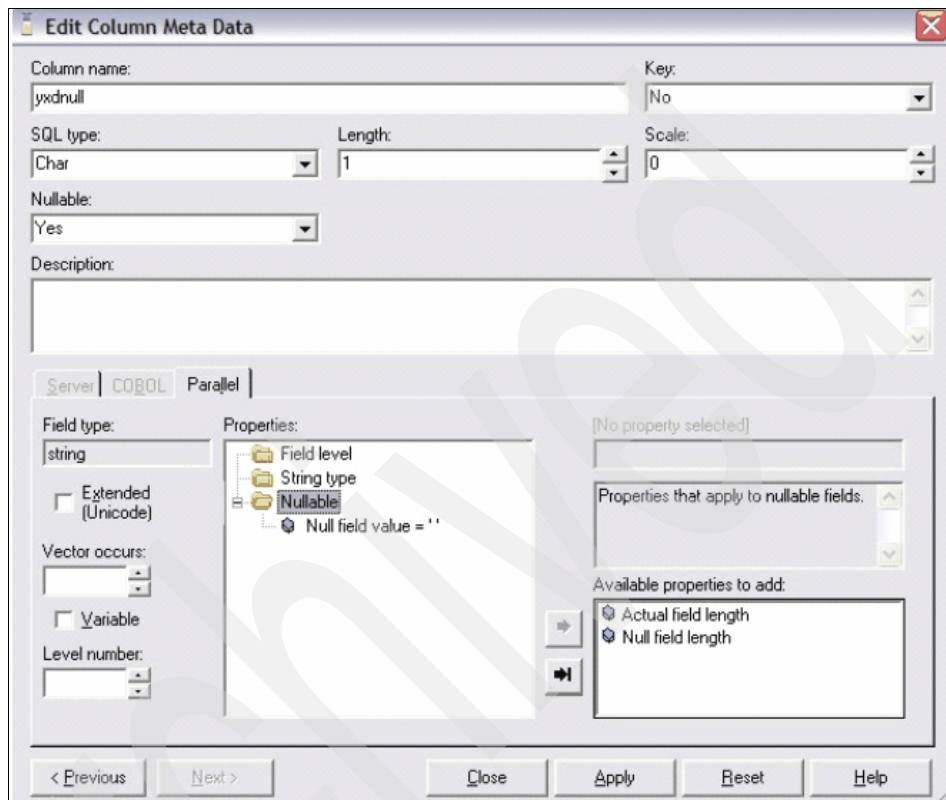 Edit Column Meta Data
Column name:
Key:
yxdnull
No
SQL type:
Length:
Scale:
Char
1
0
Nullable:
Yes
Description:
Server
COBOL
Parallel
Field type:
Properties:
[No property selected]
string
Field level
String type
Nullable
Null field value = ' '
Extended
(Unicode)
Properties that apply to nullable fields.
Vector occurs:
Variable
Level number:
Available properties to add:
Actual field length
Null field length
< Previous
Next >
Close
Apply
Reset
Help